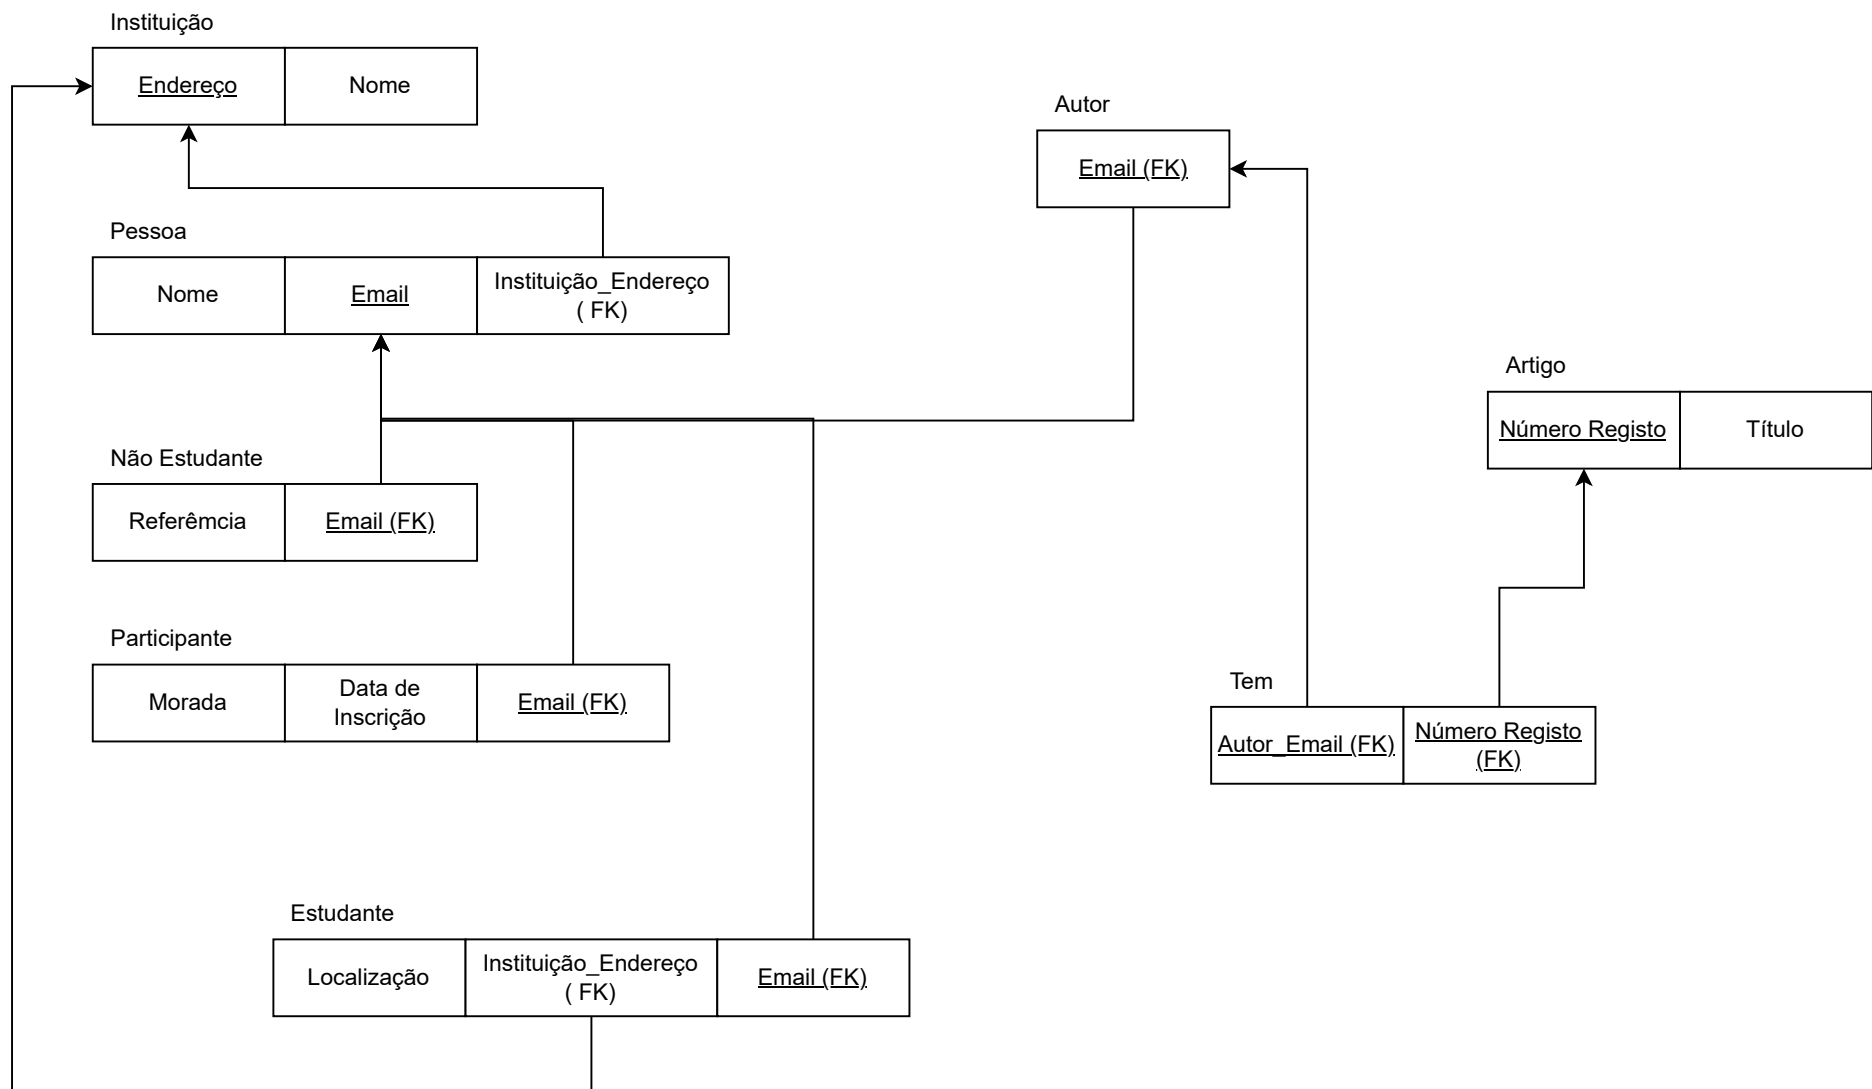 Instituição
Endereço
Nome
Autor
Email (FK)
Pessoa
Nome
Email
Instituição_Endereço
( FK)
Artigo
Número Registo
Título
Não Estudante
Referêmcia
Email (FK)
Participante
Morada
Data de
Inscrição
Email (FK)
Tem
Autor_Email (FK)
Número Registo
(FK)
Estudante
Localização
Instituição_Endereço
( FK)
Email (FK)